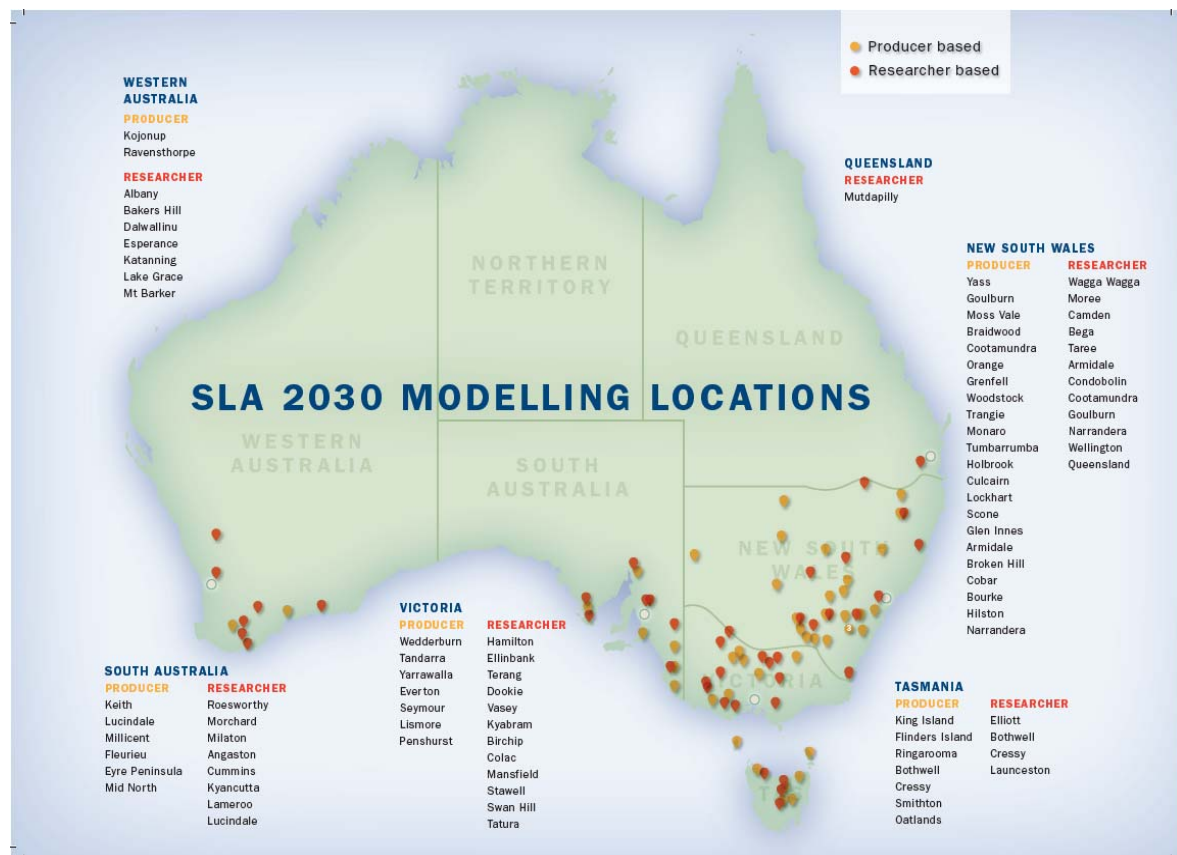 Producer based
Researcher based
WESTERN
AUSTRALIA
PRODUCER
Kojonup
Ravensthorpe
RESEARCHER
Albany
Bakers Hill
Dalwallinu
Esperance
Katanning
Lake Grace
Mt Barker
QUEENSLAND
RESEARCHER
Mutdapilly
NEW SOUTH WALES
PRODUCER
Yass
Goulburn
Moss Vale
Braidwood
Cootamundra
Orange
Grenfell
Woodstock
Trangie
Monaro
Tumbarrumba
Holbrook
Culcairn
Lockhart
Scone
Glen Innes
Armidale
Broken Hill
Cobar
Bourke
Hilston
Narrandera
RESEARCHER
Wagga Wagga
Moree
Camden
Bega
Taree
Armidale
Condobolin
Cootamundra
Goulburn
Narrandera
Wellington
Queensland
NORTHERN
TERRITORY
QUEENSLAND
SLA 2030 MODELLING LOCATIONS
WESTERN
AUSTRALIA
SOUTH
AUSTRALIA
NEW SOUTH
WALES
VICTORIA
3
VICTORIA
PRODUCER
Wedderburn
Tandarra
Yarrawalla
Everton
Seymour
Lismore
Penshurst
RESEARCHER
Hamilton
Ellinbank
Terang
Dookie
Vasey
Kyabram
Birchip
Colac
Mansfield
Stawell
Swan Hill
Tatura
SOUTH AUSTRALIA
PRODUCER
Keith
Lucindale
Millicent
Fleurieu
Eyre Peninsula
Mid North
RESEARCHER
Roesworthy
Morchard
Milaton
Angaston
Cummins
Kyancutta
Lameroo
Lucindale
TASMANIA
PRODUCER
King Island
Flinders Island
Ringarooma
Bothwell
Cressy
Smithton
Oatlands
RESEARCHER
Elliott
Bothwell
Cressy
Launceston